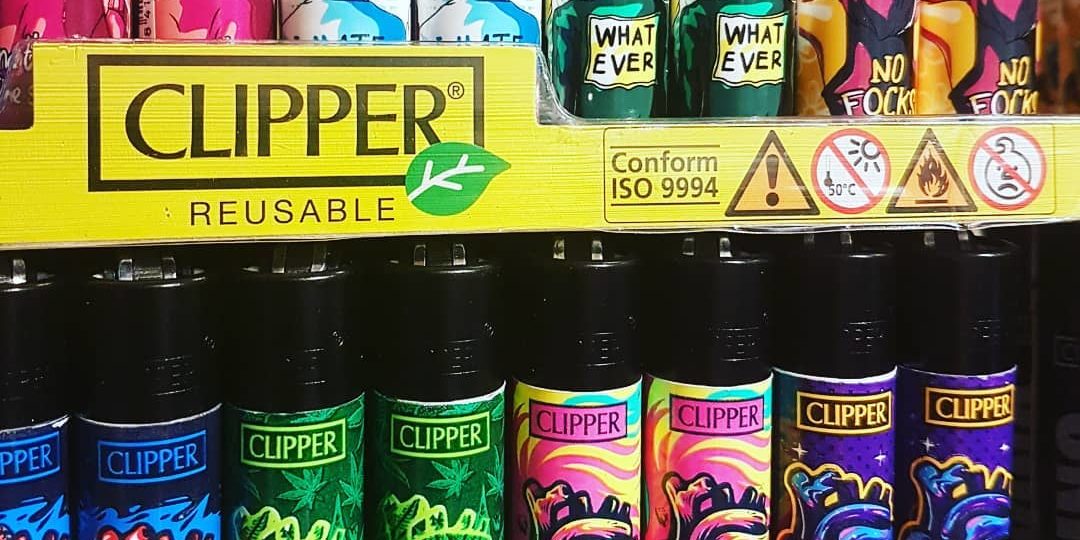 WHAT
EVER
WHAT
EVER
NO
FOCKS
NO
FOCKS
CLIPPER®
REUSABLE
Conform
ISO 9994
50°C
CLIPPER
CLIPPER
CLIPPER
CLIPPER
CLIPPER
CLIPPER
CLIPPER